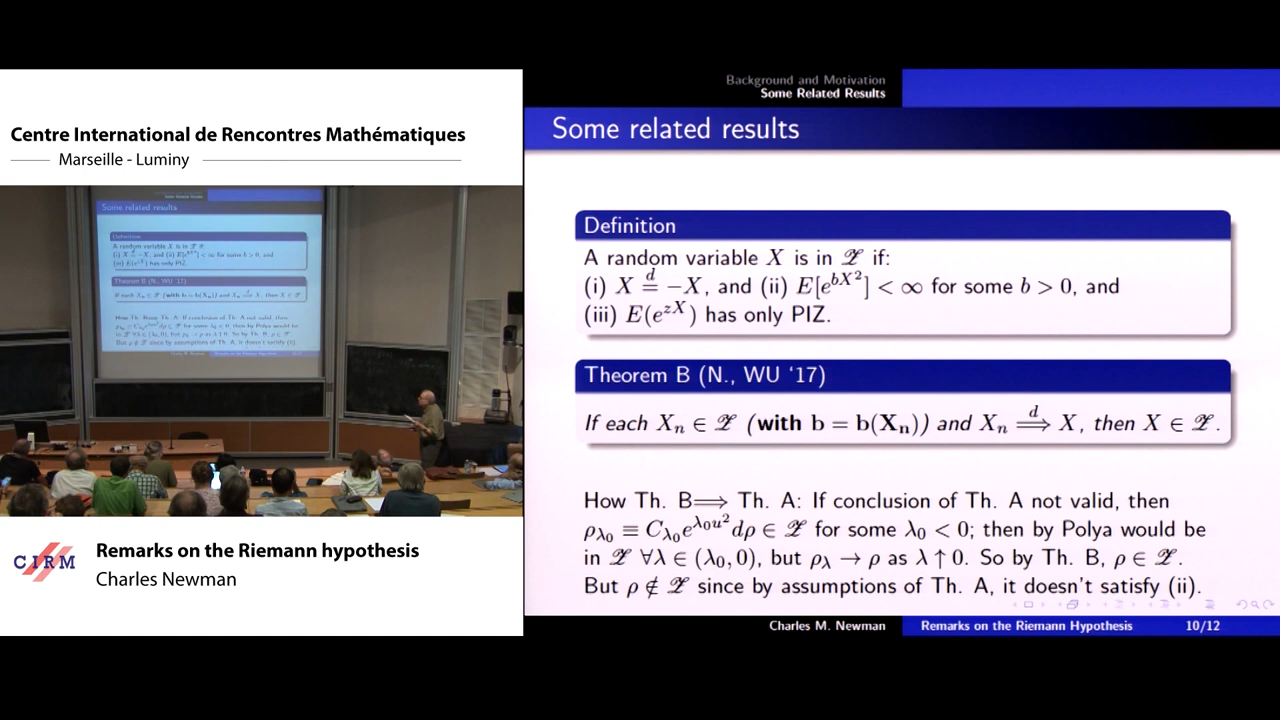 Centre International de Rencontres Mathématiques
Marseille - Luminy
Background and Motivation
Some Related Results
Some related results
Definition
A random variable X is in 𝒵 if:
(i) X =^d −X, and (ii) E[e^{bX²}] < ∞ for some b > 0, and
(iii) E(e^{zX}) has only PIZ.
Theorem B (N., WU ‘17)
If each Xₙ ∈ 𝒵 (with b = b(Xₙ)) and Xₙ ⟹^d X, then X ∈ 𝒵.
How Th. B⟹ Th. A: If conclusion of Th. A not valid, then
ρ_{λ₀} ≡ C_{λ₀}e^{λ₀u²}dρ ∈ 𝒵 for some λ₀ < 0; then by Polya would be
in 𝒵 ∀λ ∈ (λ₀, 0), but ρ_λ → ρ as λ ↑ 0. So by Th. B, ρ ∈ 𝒵.
But ρ ∉ 𝒵 since by assumptions of Th. A, it doesn't satisfy (ii).
Charles M. Newman
Remarks on the Riemann Hypothesis
10/12
CIRM
Remarks on the Riemann hypothesis
Charles Newman